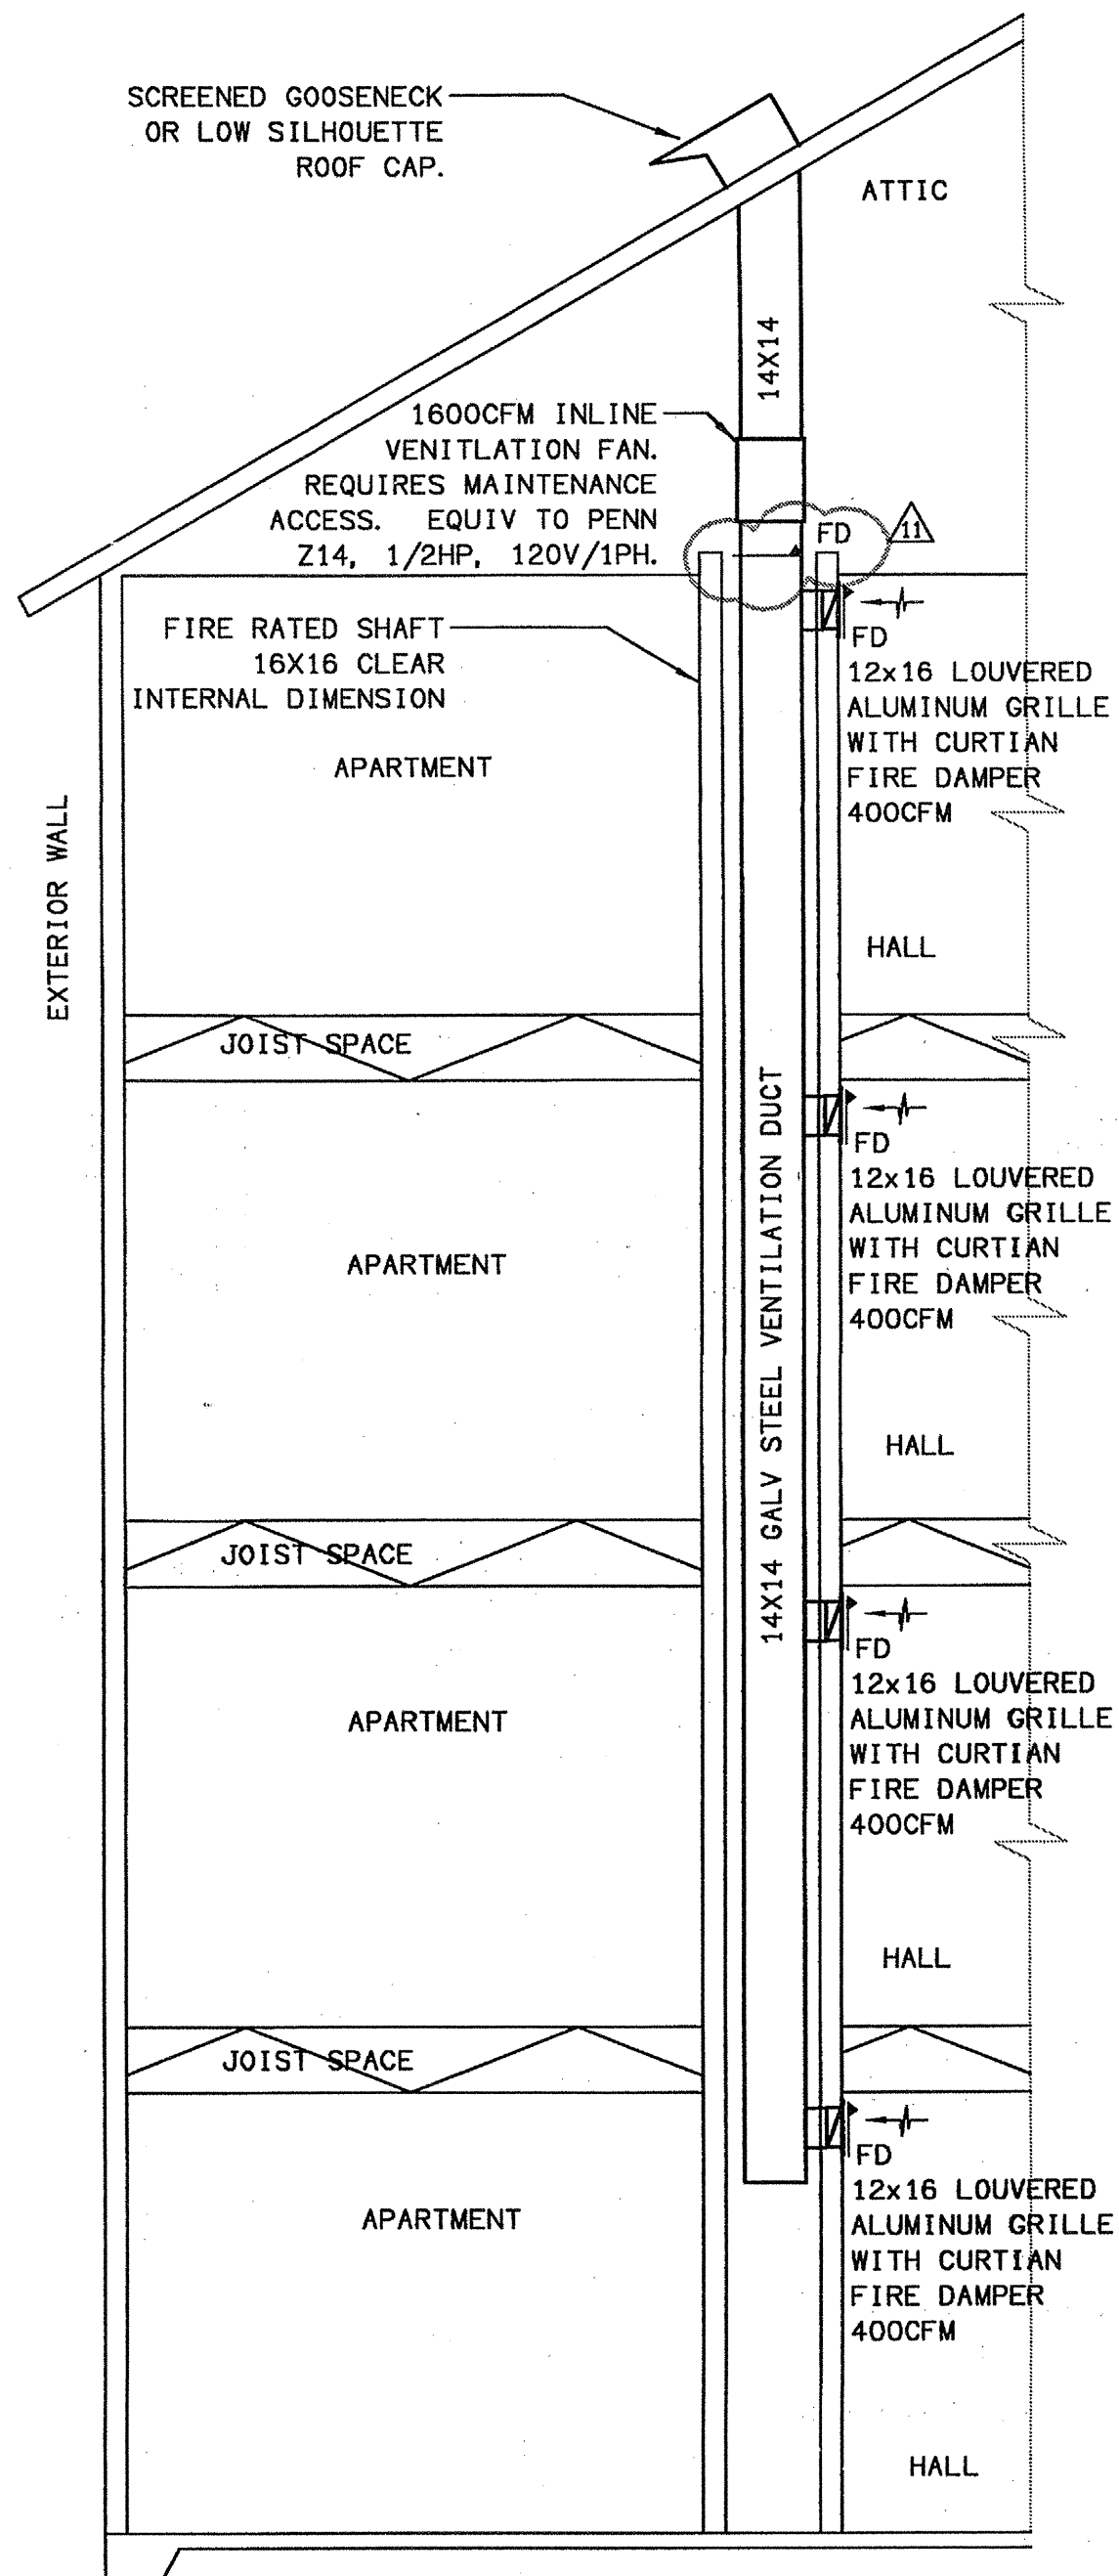 SCREENED GOOSENECK
OR LOW SILHOUETTE
ROOF CAP.
ATTIC
14X14
1600CFM INLINE
VENITLATION FAN.
REQUIRES MAINTENANCE
ACCESS. EQUIV TO PENN
Z14, 1/2HP, 120V/1PH.
FD
11
FIRE RATED SHAFT
16X16 CLEAR
INTERNAL DIMENSION
FD
12x16 LOUVERED
ALUMINUM GRILLE
WITH CURTIAN
FIRE DAMPER
400CFM
APARTMENT
EXTERIOR WALL
HALL
JOIST SPACE
14X14 GALV STEEL VENTILATION DUCT
FD
12x16 LOUVERED
ALUMINUM GRILLE
WITH CURTIAN
FIRE DAMPER
400CFM
APARTMENT
HALL
JOIST SPACE
FD
12x16 LOUVERED
ALUMINUM GRILLE
WITH CURTIAN
FIRE DAMPER
400CFM
APARTMENT
HALL
JOIST SPACE
FD
12x16 LOUVERED
ALUMINUM GRILLE
WITH CURTIAN
FIRE DAMPER
400CFM
APARTMENT
HALL